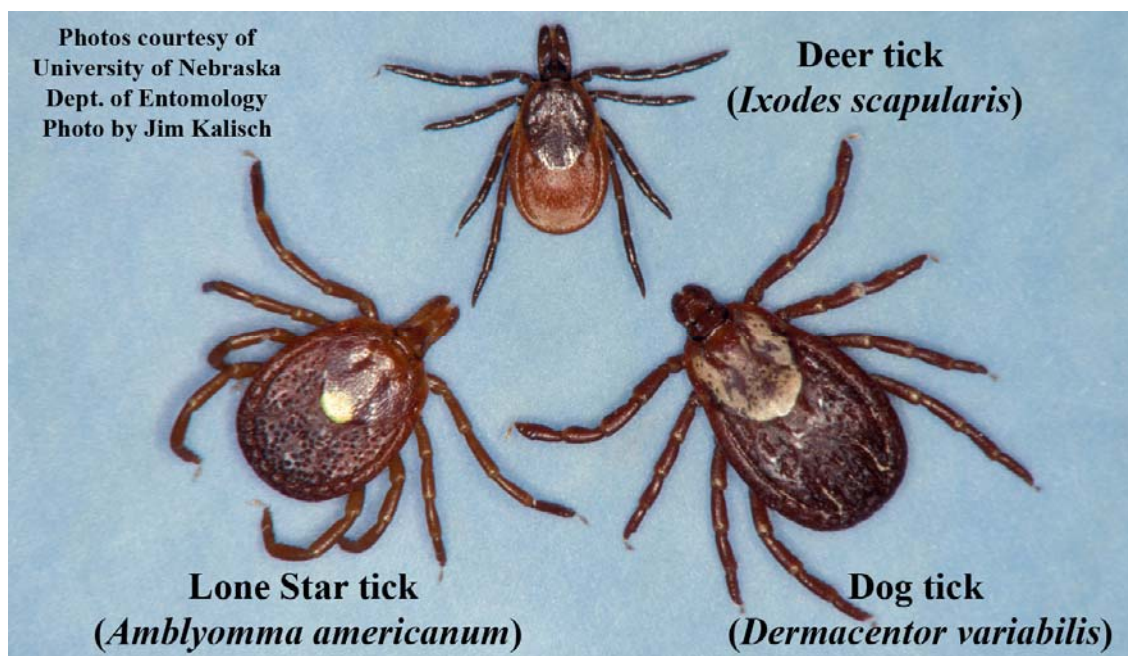 Photos courtesy of
University of Nebraska
Dept. of Entomology
Photo by Jim Kalisch
Deer tick
(Ixodes scapularis)
Lone Star tick
(Amblyomma americanum)
Dog tick
(Dermacentor variabilis)